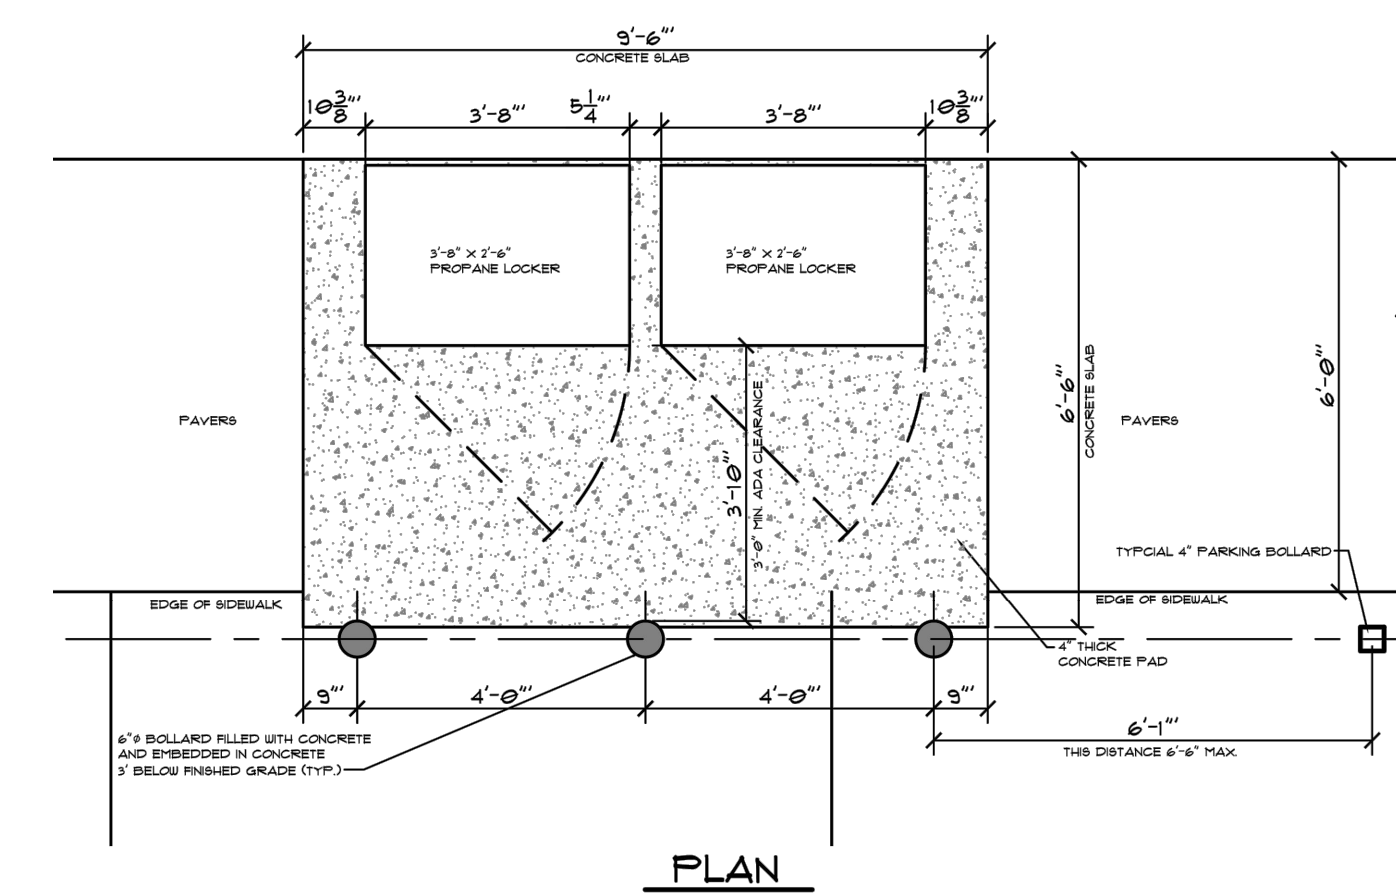 9'-6"'
CONCRETE SLAB
10 3/8"'
3'-8"'
5 1/4"'
3'-8"'
10 3/8"'
3'-8" X 2'-6"
PROPANE LOCKER
3'-8" X 2'-6"
PROPANE LOCKER
PAVERS
3'-10"'
3'-0" MIN. ADA CLEARANCE
6'-6"'
CONCRETE SLAB
PAVERS
6'-0"'
TYPCIAL 4" PARKING BOLLARD
EDGE OF SIDEWALK
EDGE OF SIDEWALK
4" THICK
CONCRETE PAD
9"'
4'-0"'
4'-0"'
9"'
6'-1"'
THIS DISTANCE 6'-6" MAX.
6"ø BOLLARD FILLED WITH CONCRETE
AND EMBEDDED IN CONCRETE
3' BELOW FINISHED GRADE (TYP.)
PLAN